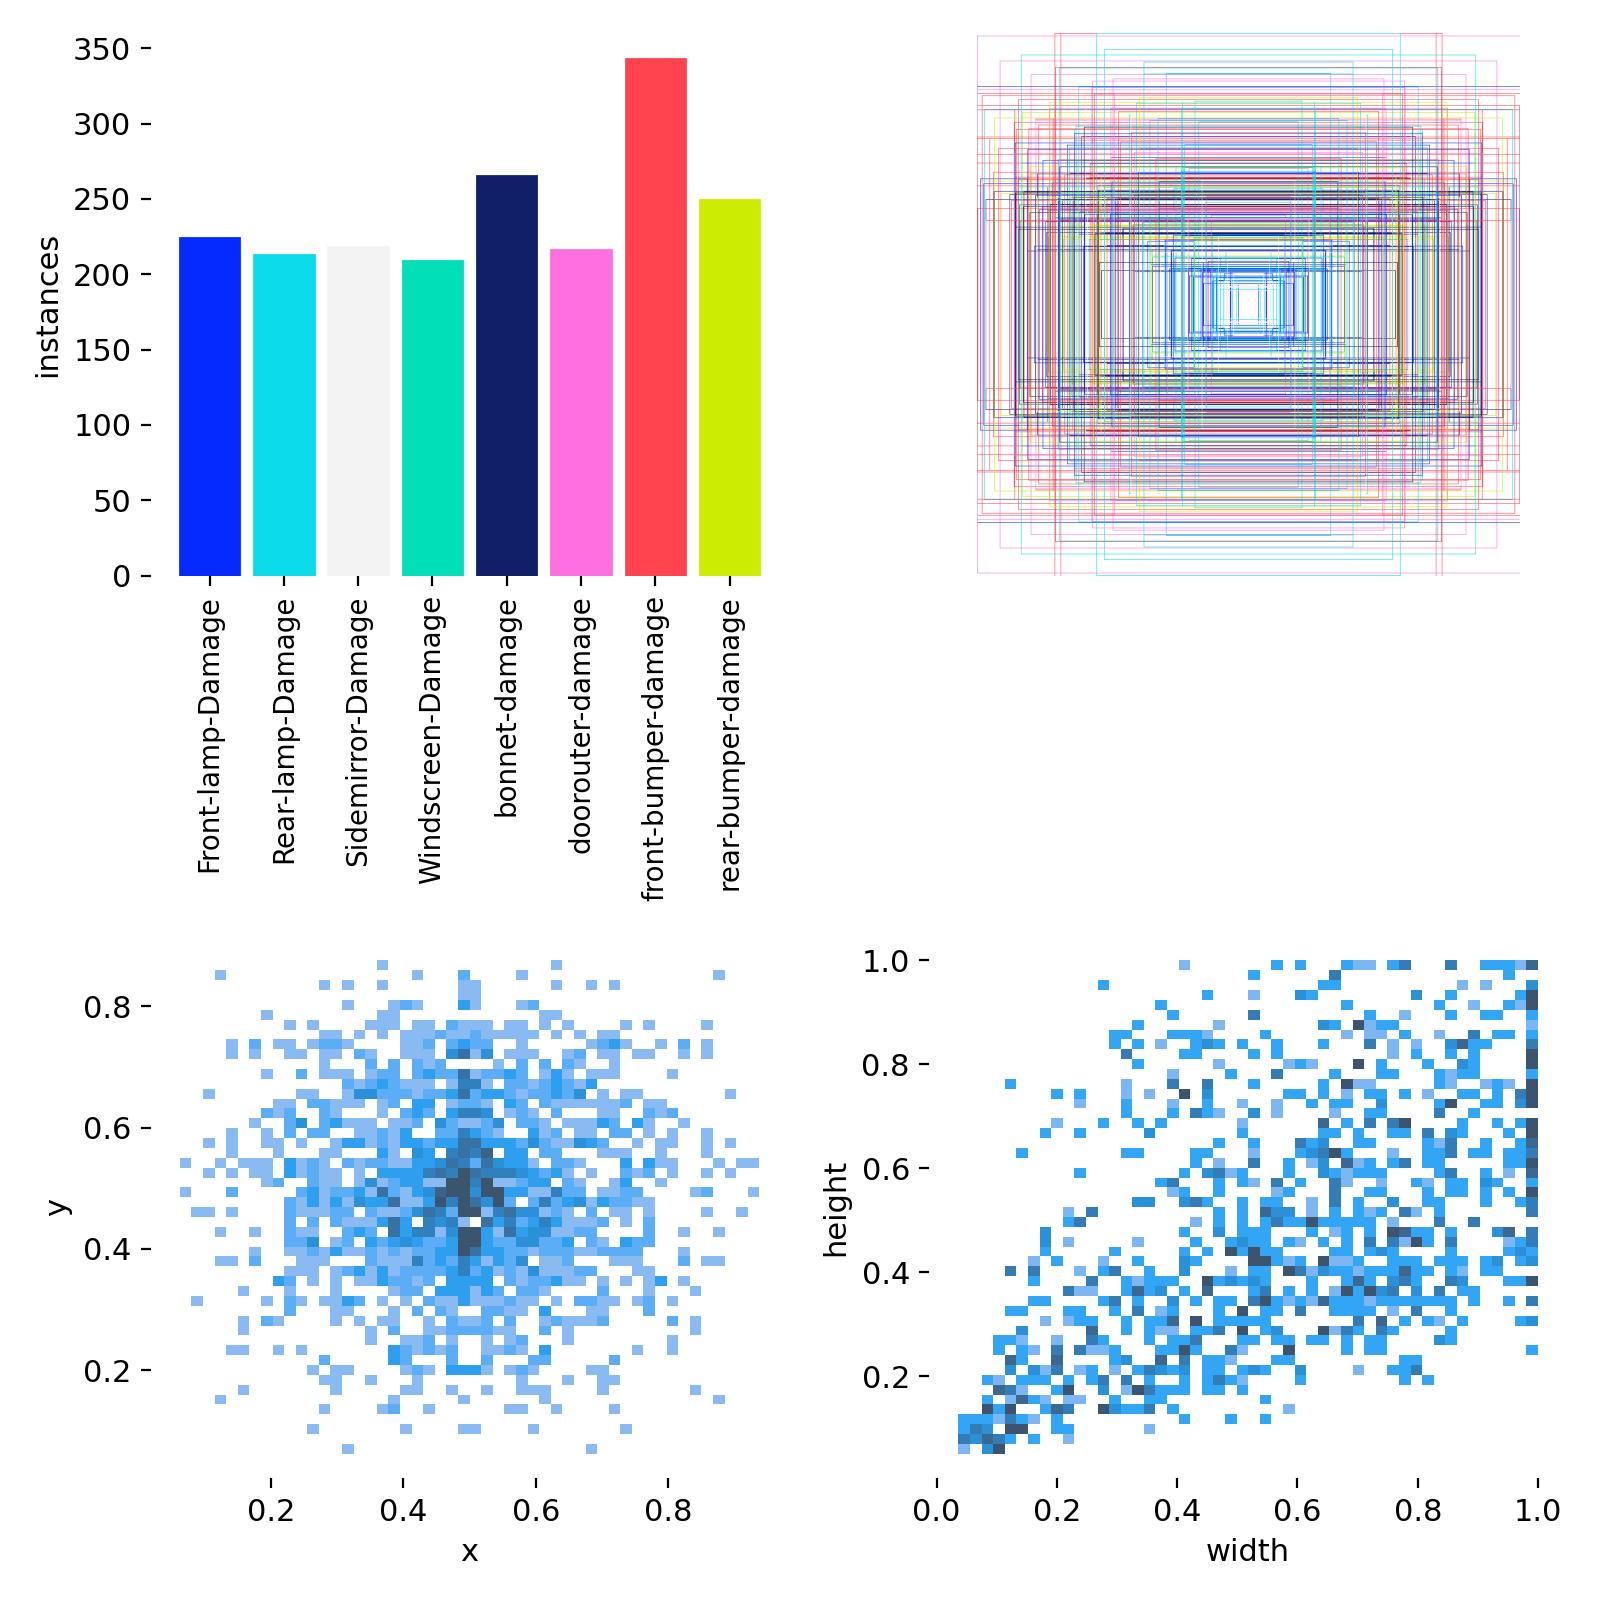 350
300
250
200
150
100
50
0
instances
Front-lamp-Damage
Rear-lamp-Damage
Sidemirror-Damage
Windscreen-Damage
bonnet-damage
doorouter-damage
front-bumper-damage
rear-bumper-damage
0.8
0.6
0.4
0.2
y
0.2 0.4 0.6 0.8
x
1.0
0.8
0.6
0.4
0.2
height
0.0 0.2 0.4 0.6 0.8 1.0
width